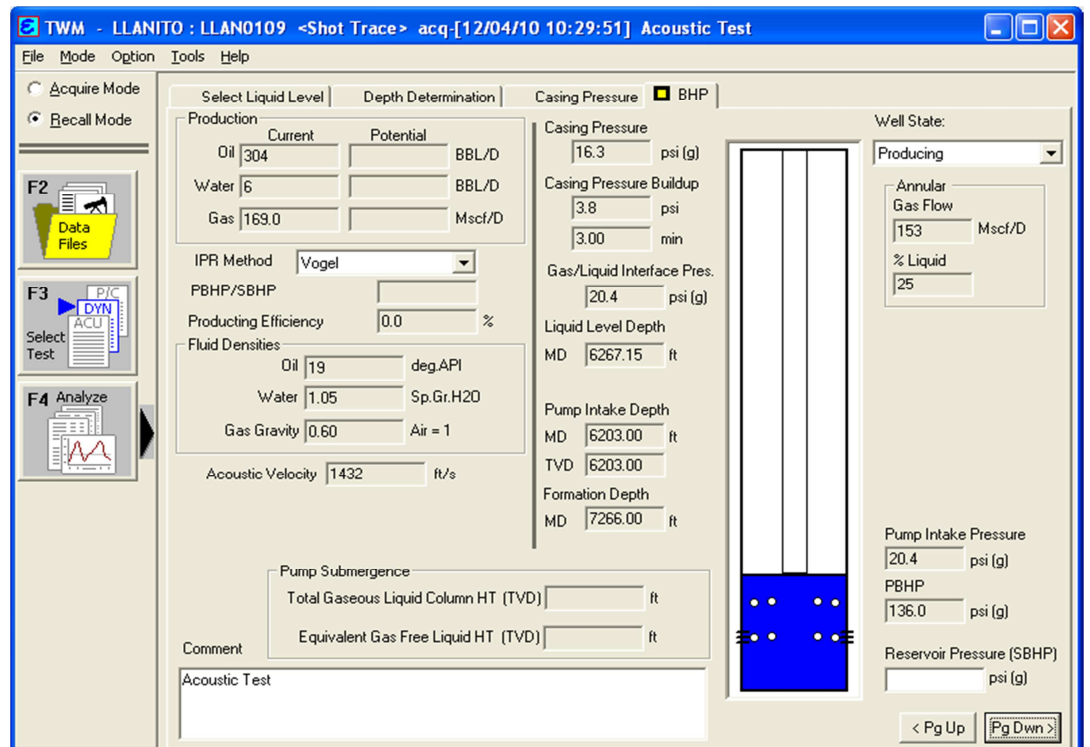 TWM - LLANITO : LLAN0109 <Shot Trace> acq-[12/04/10 10:29:51] Acoustic Test
File Mode Option Tools Help
Acquire Mode
Recall Mode
F2
Data
Files
F3
P/C
DYN
ACU
Select
Test
F4 Analyze
Select Liquid Level
Depth Determination
Casing Pressure
BHP
Production
Current Potential
Oil 304 BBL/D
Water 6 BBL/D
Gas 169.0 Mscf/D
IPR Method Vogel
PBHP/SBHP
Producting Efficiency 0.0 %
Fluid Densities
Oil 19 deg.API
Water 1.05 Sp.Gr.H2O
Gas Gravity 0.60 Air = 1
Acoustic Velocity 1432 ft/s
Casing Pressure
16.3 psi (g)
Casing Pressure Buildup
3.8 psi
3.00 min
Gas/Liquid Interface Pres.
20.4 psi (g)
Liquid Level Depth
MD 6267.15 ft
Pump Intake Depth
MD 6203.00 ft
TVD 6203.00
Formation Depth
MD 7266.00 ft
Pump Submergence
Total Gaseous Liquid Column HT (TVD) ft
Equivalent Gas Free Liquid HT (TVD) ft
Comment
Acoustic Test
Well State:
Producing
Annular
Gas Flow
153 Mscf/D
% Liquid
25
Pump Intake Pressure
20.4 psi (g)
PBHP
136.0 psi (g)
Reservoir Pressure (SBHP)
psi (g)
< Pg Up
Pg Dwn >